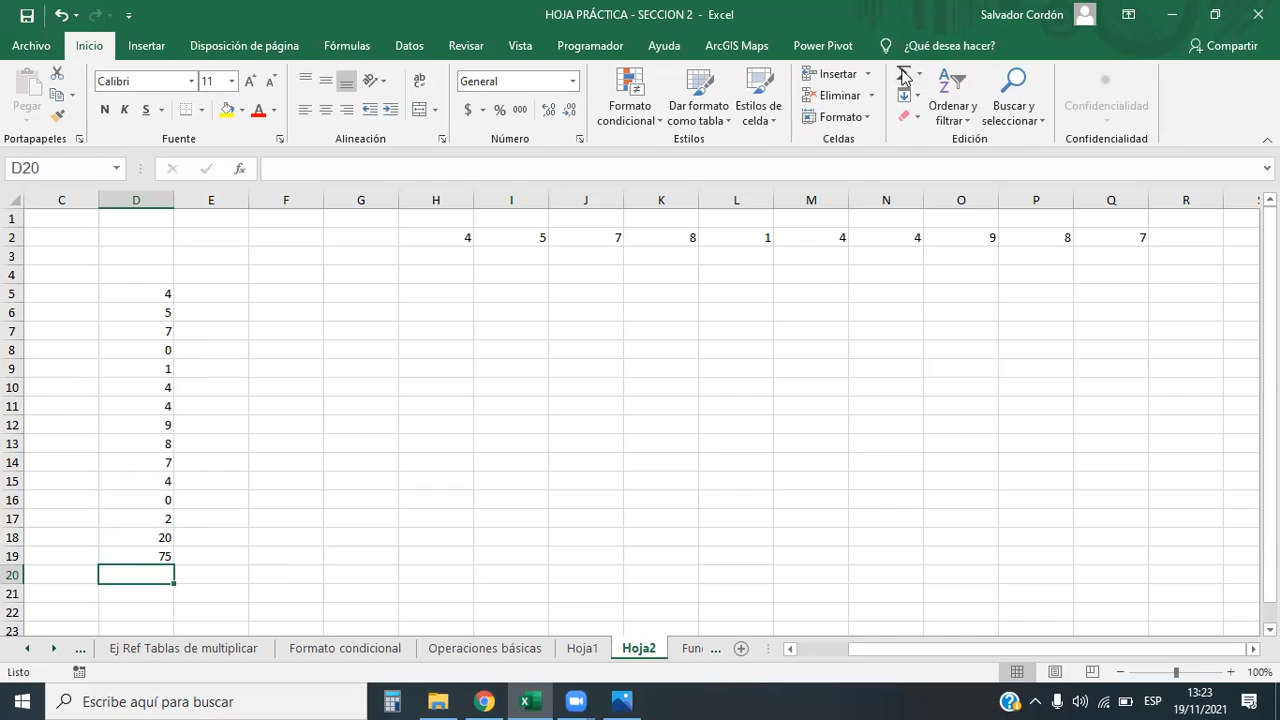 HOJA PRÁCTICA - SECCION 2 - Excel
Salvador Cordón
Archivo Inicio Insertar Disposición de página Fórmulas Datos Revisar Vista Programador Ayuda ArcGIS Maps Power Pivot ¿Qué desea hacer? Compartir
Pegar
Calibri 11
N K S
General
% 000
Formato condicional
Dar formato como tabla
Estilos de celda
Insertar
Eliminar
Formato
Ordenar y filtrar
Buscar y seleccionar
Confidencialidad
Portapapeles Fuente Alineación Número Estilos Celdas Edición Confidencialidad
D20 fx
C D E F G H I J K L M N O P Q R S
1
2 4 5 7 8 1 4 4 9 8 7
3
4
5 4
6 5
7 7
8 0
9 1
10 4
11 4
12 9
13 8
14 7
15 4
16 0
17 2
18 20
19 75
20
21
22
23
... Ej Ref Tablas de multiplicar Formato condicional Operaciones básicas Hoja1 Hoja2 Func ...
Listo 100%
Escribe aquí para buscar
ESP
13:23
19/11/2021